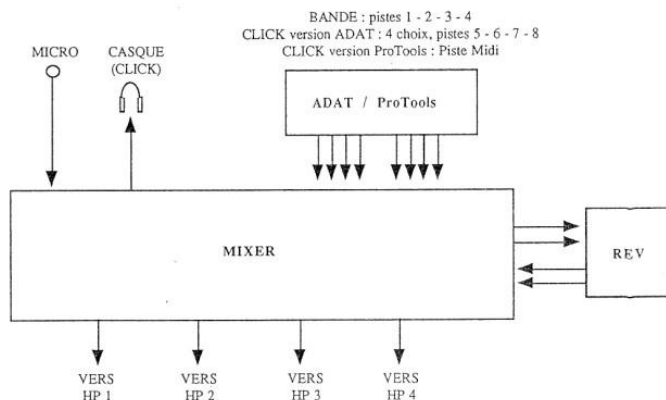 BANDE : pistes 1 - 2 - 3 - 4
CLICK version ADAT : 4 choix, pistes 5 - 6 - 7 - 8
CLICK version ProTools : Piste Midi
MICRO
CASQUE
(CLICK)
ADAT / ProTools
MIXER
REV
VERS
HP 1
VERS
HP 2
VERS
HP 3
VERS
HP 4